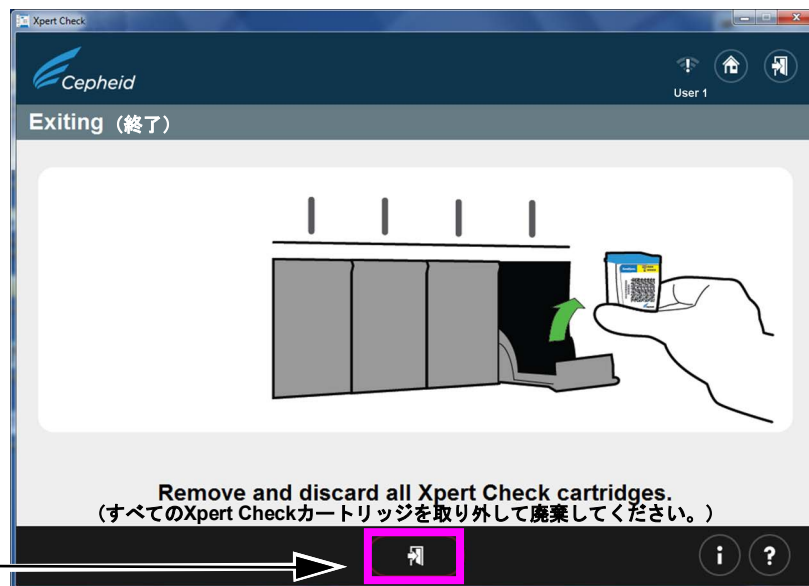 Xpert Check
Cepheid
User 1
Exiting（終了）
Remove and discard all Xpert Check cartridges.
（すべてのXpert Checkカートリッジを取り外して廃棄してください。）
i
?